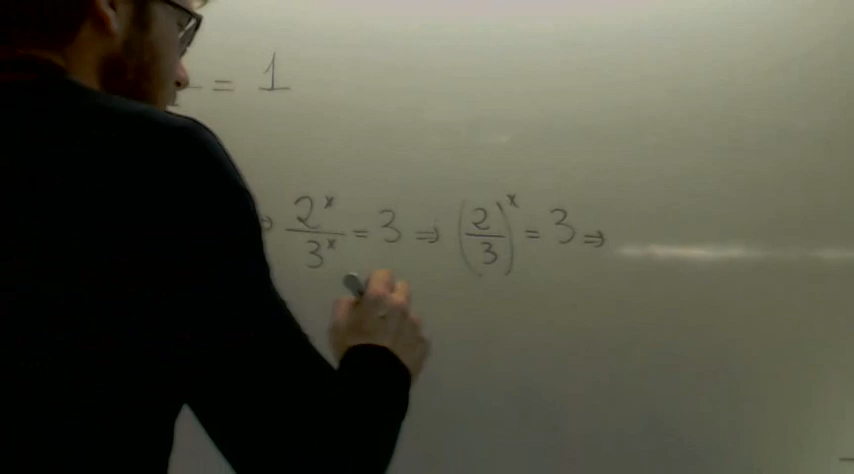 = 1
⇒ 2^x/3^x = 3 ⇒ (2/3)^x = 3 ⇒